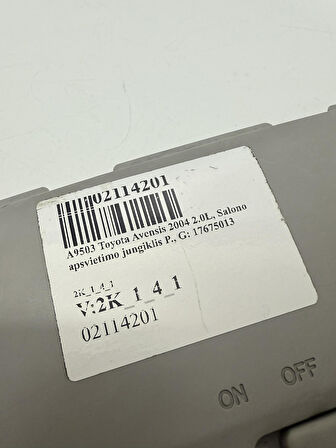 02114201
A9503 Toyota Avensis 2004 2.0L, Salono
apsvietimo jungiklis P., G: 17675013
2K_1_4_1
V:2K_1_4_1
02114201
ON OFF